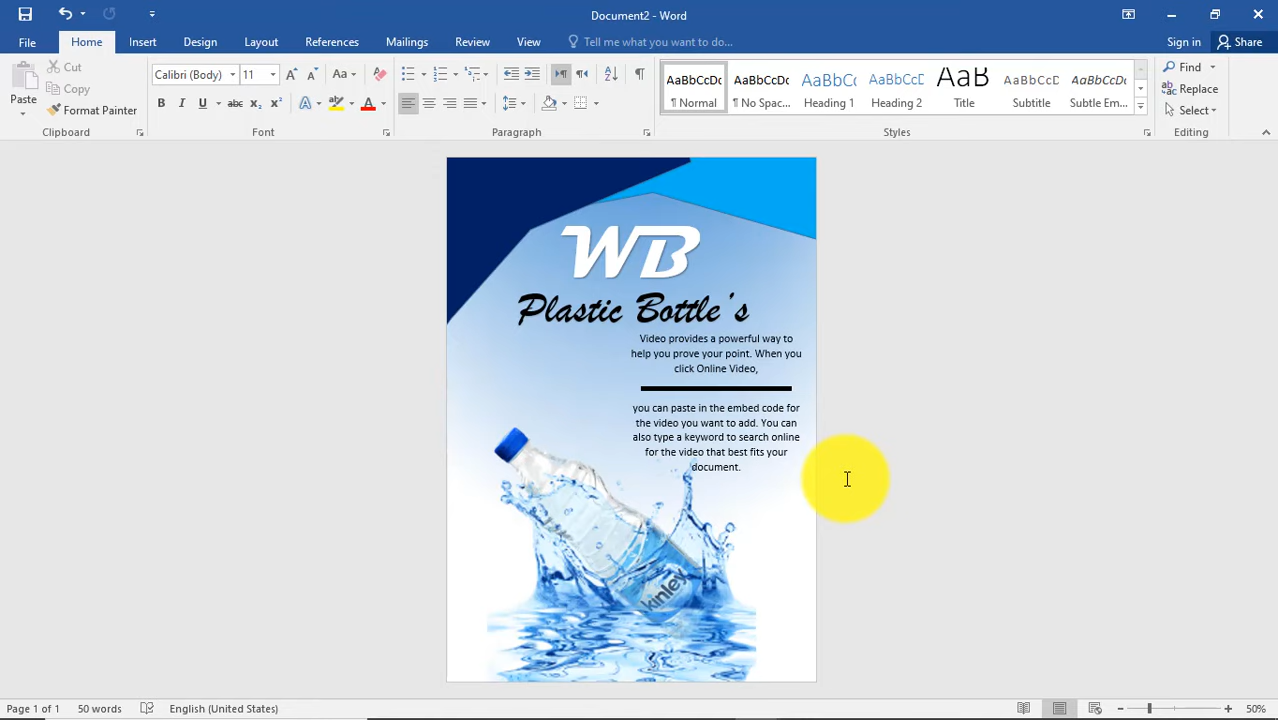 Document2 - Word
File Home Insert Design Layout References Mailings Review View Tell me what you want to do... Sign in Share
Paste
Cut
Copy
Format Painter
Clipboard
Calibri (Body) 11
Font
Paragraph
AaBbCcDc AaBbCcDc AaBbCc AaBbCcD AaB AaBbCcD AaBbCcDc
¶ Normal ¶ No Spac... Heading 1 Heading 2 Title Subtitle Subtle Em...
Styles
Find
Replace
Select
Editing
WB
Plastic Bottle's
Video provides a powerful way to
help you prove your point. When you
click Online Video,
you can paste in the embed code for
the video you want to add. You can
also type a keyword to search online
for the video that best fits your
document.
kinley
Page 1 of 1 50 words English (United States) 50%